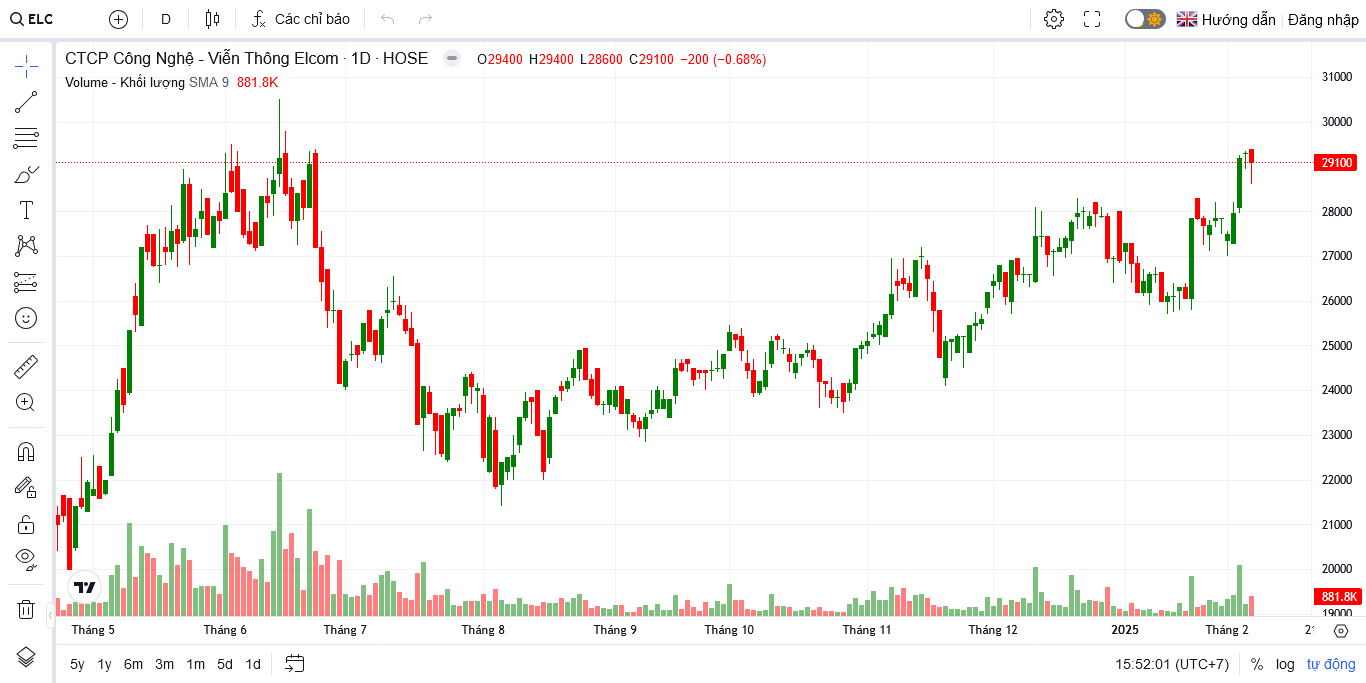 ELC D Các chỉ báo Hướng dẫn Đăng nhập
CTCP Công Nghệ - Viễn Thông Elcom · 1D · HOSE O29400 H29400 L28600 C29100 −200 (−0.68%)
Volume - Khối lượng SMA 9 881.8K
31000
30000
29100
28000
27000
26000
25000
24000
23000
22000
21000
20000
881.8K
19000
Tháng 5 Tháng 6 Tháng 7 Tháng 8 Tháng 9 Tháng 10 Tháng 11 Tháng 12 2025 Tháng 2
5y 1y 6m 3m 1m 5d 1d 15:52:01 (UTC+7) % log tự động